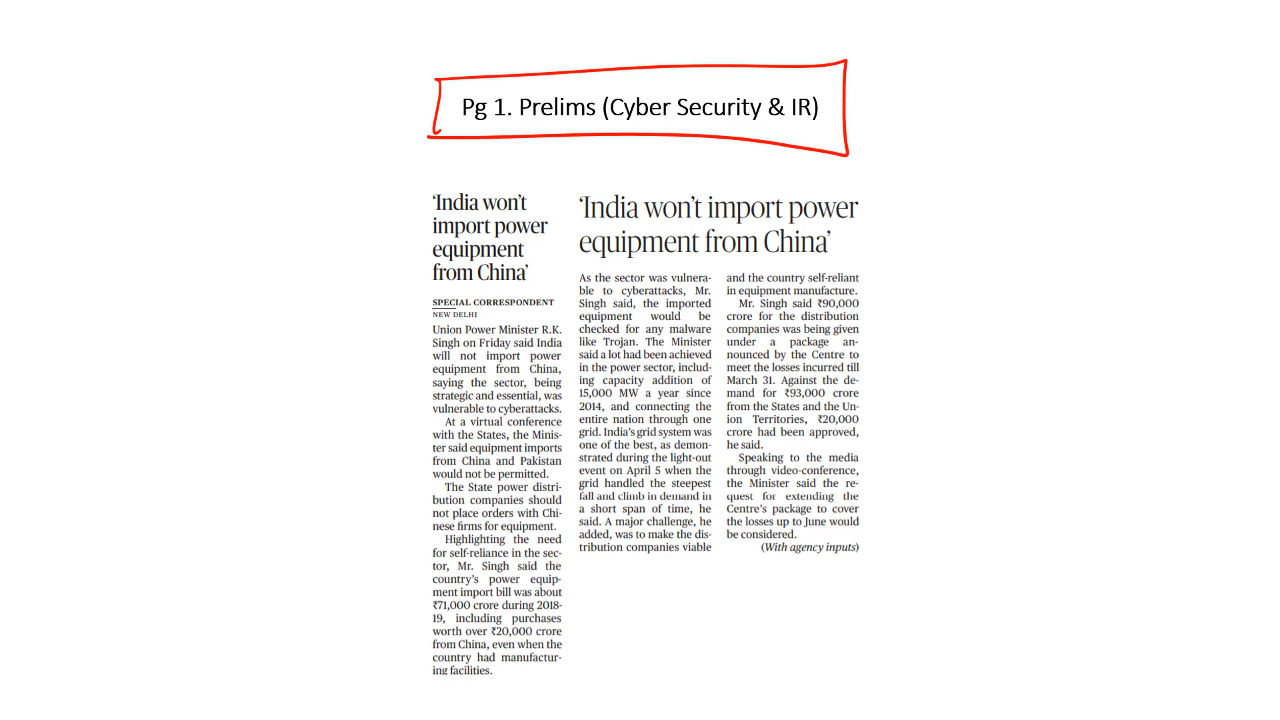 Pg 1. Prelims (Cyber Security & IR)
‘India won’t
import power
equipment
from China’
SPECIAL CORRESPONDENT
NEW DELHI
Union Power Minister R.K.
Singh on Friday said India
will not import power
equipment from China,
saying the sector, being
strategic and essential, was
vulnerable to cyberattacks.
At a virtual conference
with the States, the Minis-
ter said equipment imports
from China and Pakistan
would not be permitted.
The State power distri-
bution companies should
not place orders with Chi-
nese firms for equipment.
Highlighting the need
for self-reliance in the sec-
tor, Mr. Singh said the
country’s power equip-
ment import bill was about
₹71,000 crore during 2018-
19, including purchases
worth over ₹20,000 crore
from China, even when the
country had manufactur-
ing facilities.
‘India won’t import power
equipment from China’
As the sector was vulnera-
ble to cyberattacks, Mr.
Singh said, the imported
equipment would be
checked for any malware
like Trojan. The Minister
said a lot had been achieved
in the power sector, includ-
ing capacity addition of
15,000 MW a year since
2014, and connecting the
entire nation through one
grid. India’s grid system was
one of the best, as demon-
strated during the light-out
event on April 5 when the
grid handled the steepest
fall and climb in demand in
a short span of time, he
said. A major challenge, he
added, was to make the dis-
tribution companies viable
and the country self-reliant
in equipment manufacture.
Mr. Singh said ₹90,000
crore for the distribution
companies was being given
under a package an-
nounced by the Centre to
meet the losses incurred till
March 31. Against the de-
mand for ₹93,000 crore
from the States and the Un-
ion Territories, ₹20,000
crore had been approved,
he said.
Speaking to the media
through video-conference,
the Minister said the re-
quest for extending the
Centre’s package to cover
the losses up to June would
be considered.
(With agency inputs)